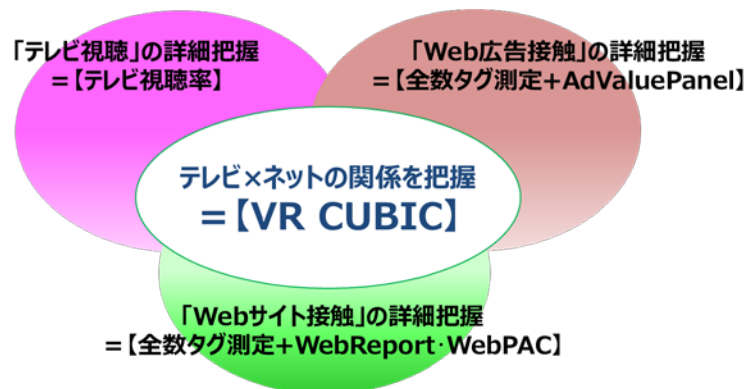 「テレビ視聴」の詳細把握
＝【テレビ視聴率】
「Web広告接触」の詳細把握
＝【全数タグ測定+AdValuePanel】
テレビ×ネットの関係を把握
＝【VR CUBIC】
「Webサイト接触」の詳細把握
＝【全数タグ測定+WebReport･WebPAC】